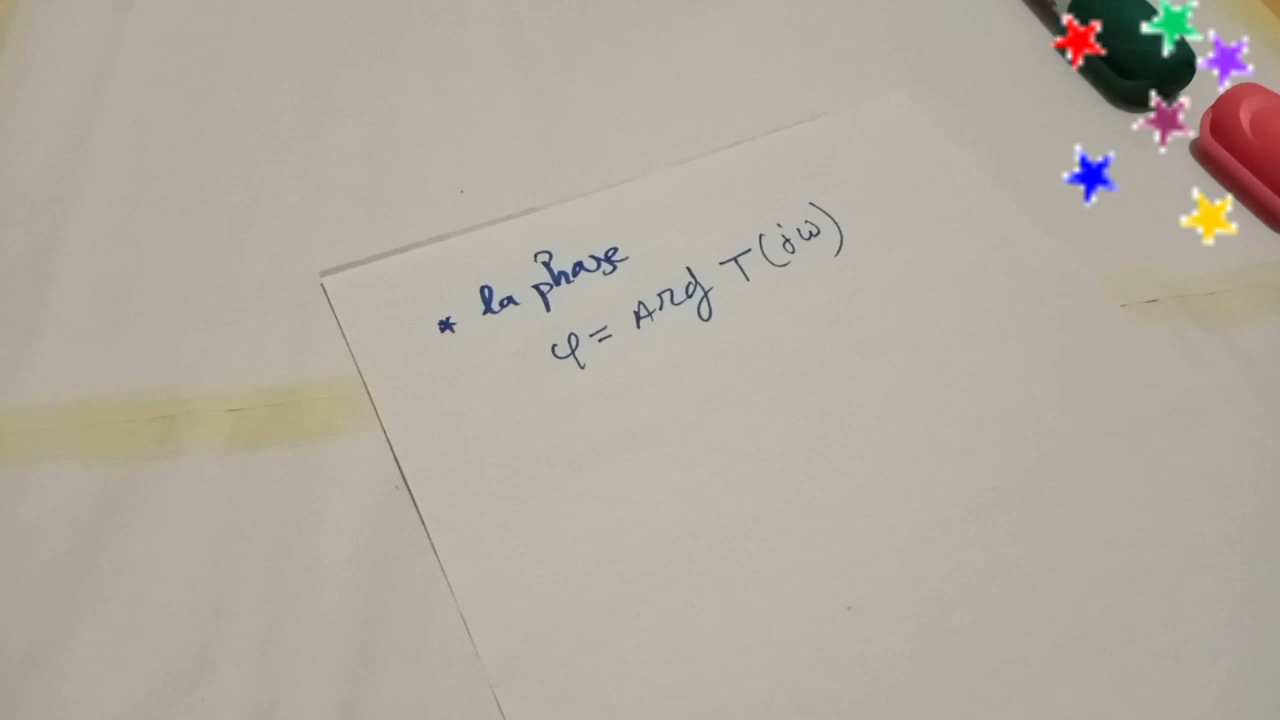 * la phase
φ = Arg T(jω)